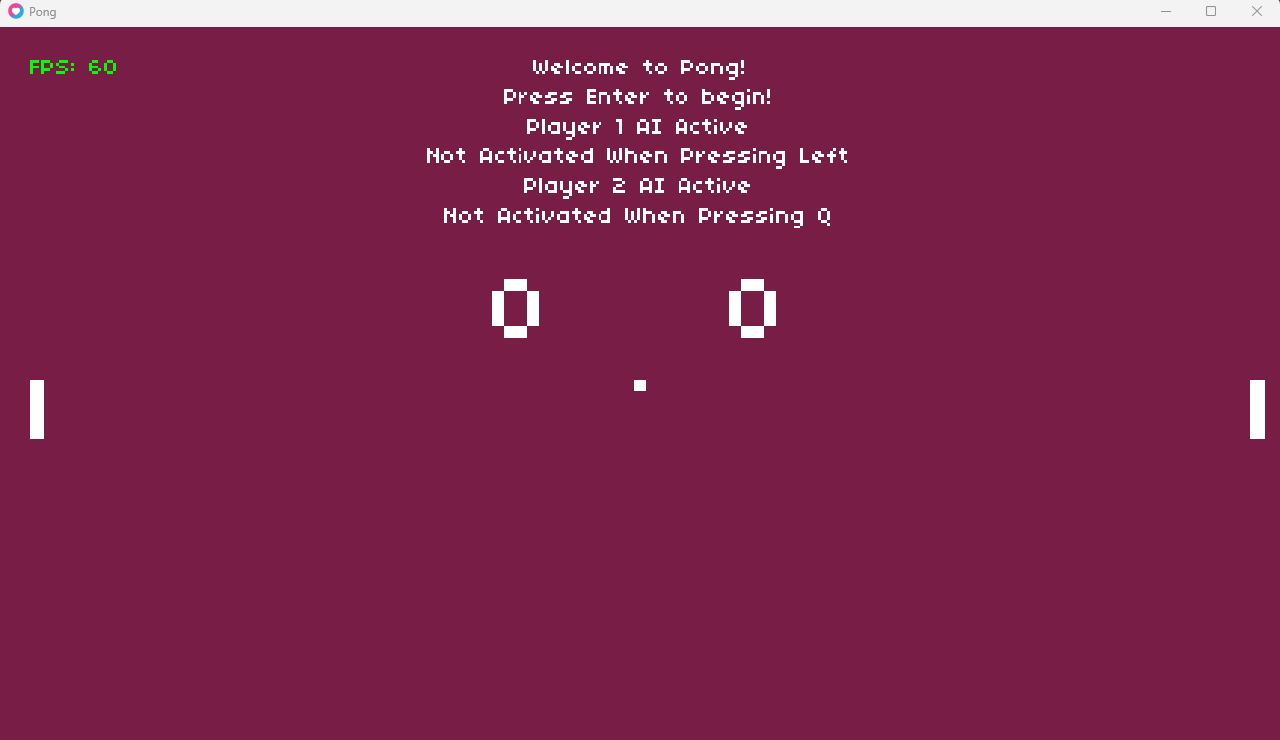 Pong
FPS: 60
Welcome to Pong!
Press Enter to begin!
Player 1 AI Active
Not Activated When Pressing Left
Player 2 AI Active
Not Activated When Pressing Q
0 0